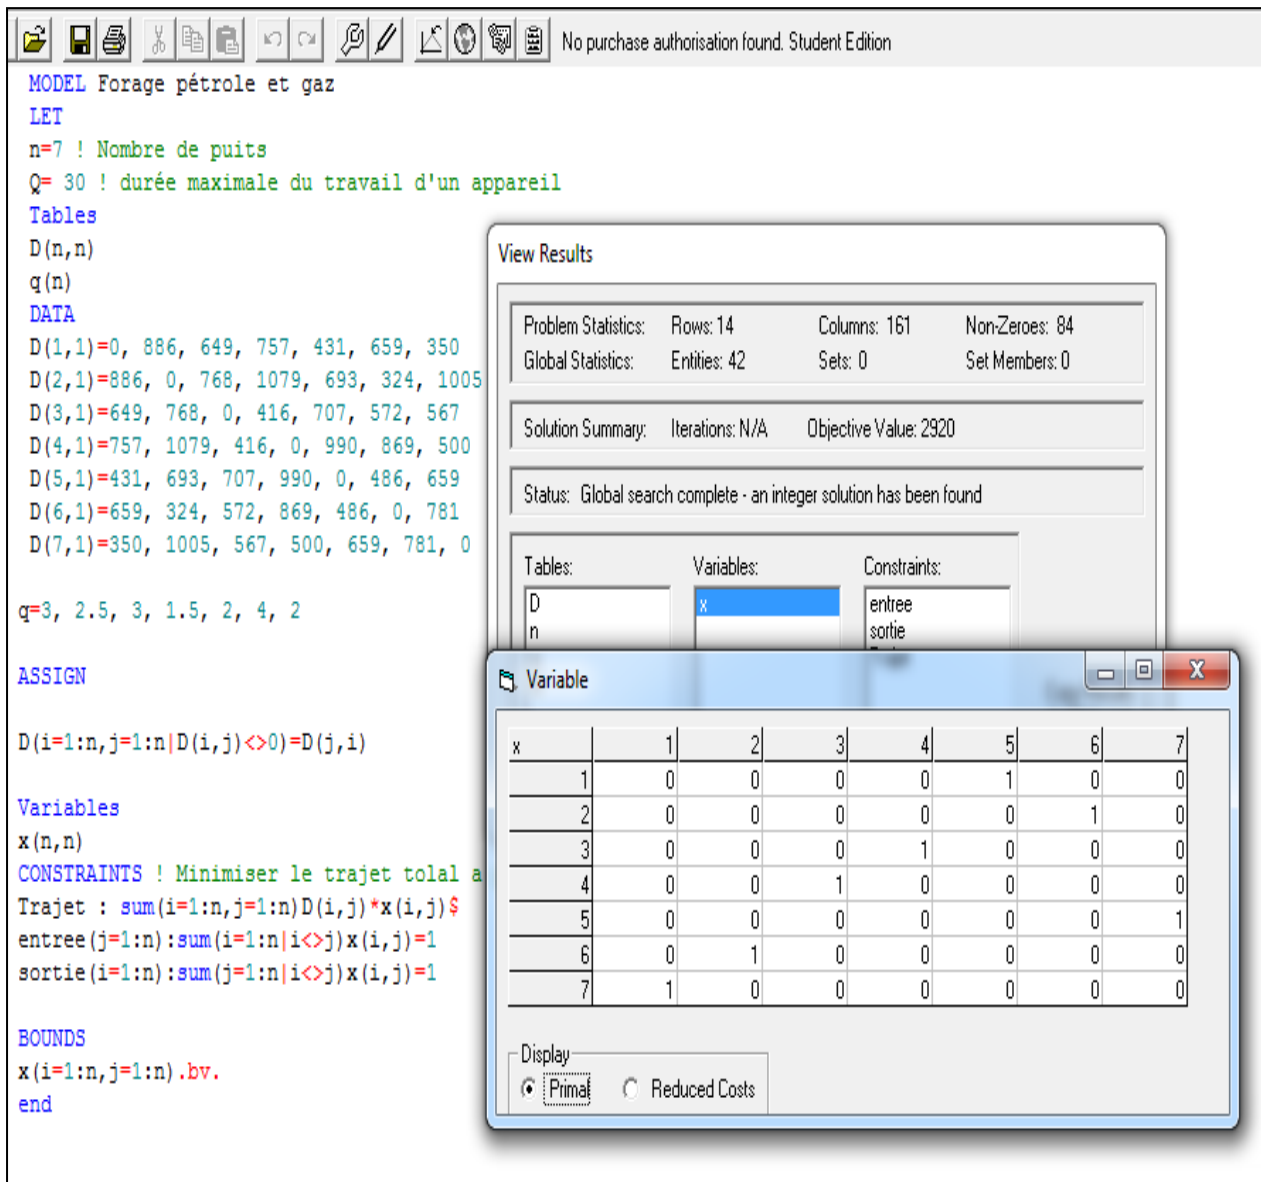 No purchase authorisation found. Student Edition
MODEL Forage pétrole et gaz
LET
n=7 ! Nombre de puits
Q= 30 ! durée maximale du travail d'un appareil
Tables
D(n,n)
q(n)
DATA
D(1,1)=0, 886, 649, 757, 431, 659, 350
D(2,1)=886, 0, 768, 1079, 693, 324, 1005
D(3,1)=649, 768, 0, 416, 707, 572, 567
D(4,1)=757, 1079, 416, 0, 990, 869, 500
D(5,1)=431, 693, 707, 990, 0, 486, 659
D(6,1)=659, 324, 572, 869, 486, 0, 781
D(7,1)=350, 1005, 567, 500, 659, 781, 0
q=3, 2.5, 3, 1.5, 2, 4, 2
ASSIGN
D(i=1:n,j=1:n|D(i,j)<>0)=D(j,i)
Variables
x(n,n)
CONSTRAINTS ! Minimiser le trajet tolal a
Trajet : sum(i=1:n,j=1:n)D(i,j)*x(i,j)$
entree(j=1:n):sum(i=1:n|i<>j)x(i,j)=1
sortie(i=1:n):sum(j=1:n|i<>j)x(i,j)=1
BOUNDS
x(i=1:n,j=1:n).bv.
end
View Results
Problem Statistics: Rows: 14 Columns: 161 Non-Zeroes: 84
Global Statistics: Entities: 42 Sets: 0 Set Members: 0
Solution Summary: Iterations: N/A Objective Value: 2920
Status: Global search complete - an integer solution has been found
Tables: Variables: Constraints:
D x entree
n sortie
Variable
x 1 2 3 4 5 6 7
1 0 0 0 0 1 0 0
2 0 0 0 0 0 1 0
3 0 0 0 1 0 0 0
4 0 0 1 0 0 0 0
5 0 0 0 0 0 0 1
6 0 1 0 0 0 0 0
7 1 0 0 0 0 0 0
Display
Primal Reduced Costs